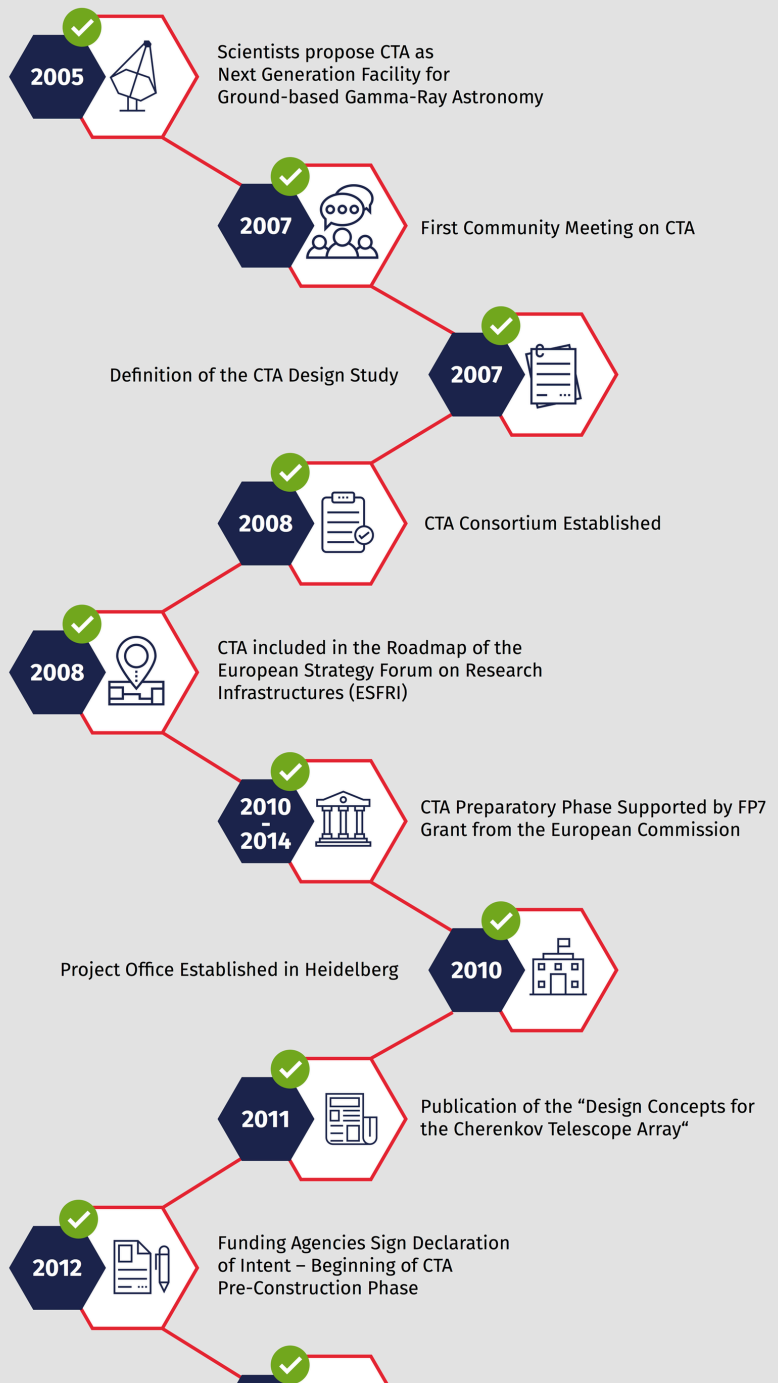 2005
Scientists propose CTA as
Next Generation Facility for
Ground-based Gamma-Ray Astronomy
2007
First Community Meeting on CTA
Definition of the CTA Design Study
2007
2008
CTA Consortium Established
2008
CTA included in the Roadmap of the
European Strategy Forum on Research
Infrastructures (ESFRI)
2010
-
2014
CTA Preparatory Phase Supported by FP7
Grant from the European Commission
Project Office Established in Heidelberg
2010
2011
Publication of the “Design Concepts for
the Cherenkov Telescope Array“
2012
Funding Agencies Sign Declaration
of Intent – Beginning of CTA
Pre-Construction Phase